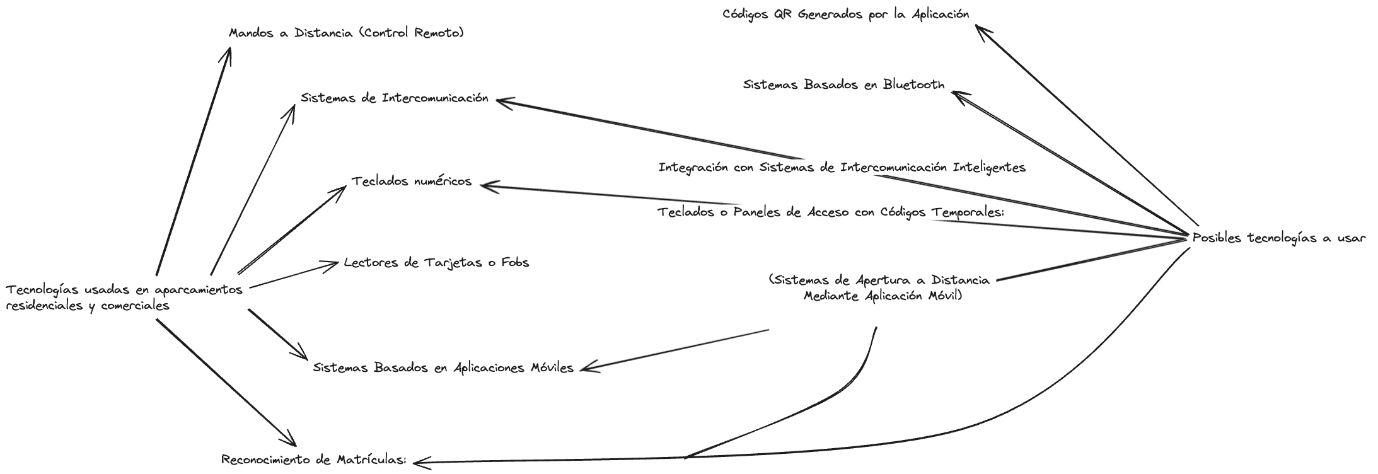 Códigos QR Generados por la Aplicación
Mandos a Distancia (Control Remoto)
Sistemas Basados en Bluetooth
Sistemas de Intercomunicación
Integración con Sistemas de Intercomunicación Inteligentes
Teclados numéricos
Teclados o Paneles de Acceso con Códigos Temporales:
Posibles tecnologías a usar
Lectores de Tarjetas o Fobs
(Sistemas de Apertura a Distancia
Mediante Aplicación Móvil)
Tecnologías usadas en aparcamientos
residenciales y comerciales
Sistemas Basados en Aplicaciones Móviles
Reconocimiento de Matrículas: